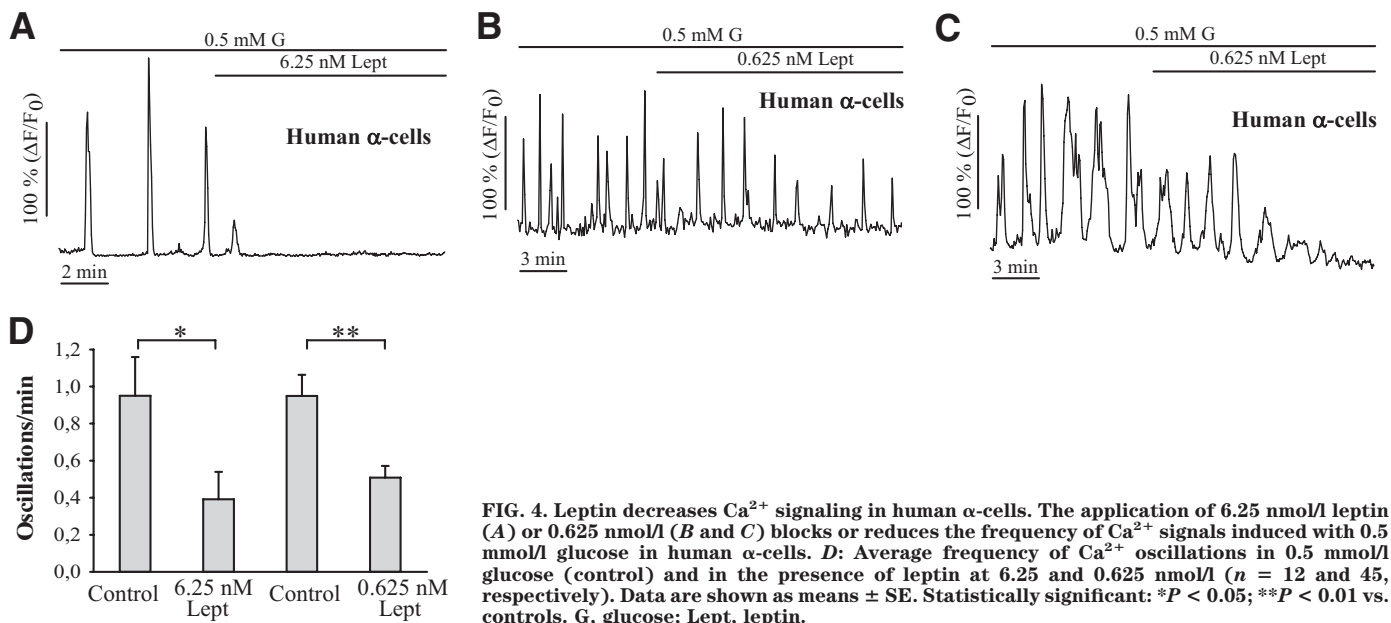 A
0.5 mM G
6.25 nM Lept
Human α-cells
100 % (ΔF/F0)
2 min
B
0.5 mM G
0.625 nM Lept
Human α-cells
100 % (ΔF/F0)
3 min
C
0.5 mM G
0.625 nM Lept
Human α-cells
100 % (ΔF/F0)
3 min
D
Oscillations/min
1,2
1,0
0,8
0,6
0,4
0,2
0,0
*
**
Control
6.25 nM
Lept
Control
0.625 nM
Lept
FIG. 4. Leptin decreases Ca²⁺ signaling in human α-cells. The application of 6.25 nmol/l leptin
(A) or 0.625 nmol/l (B and C) blocks or reduces the frequency of Ca²⁺ signals induced with 0.5
mmol/l glucose in human α-cells. D: Average frequency of Ca²⁺ oscillations in 0.5 mmol/l
glucose (control) and in the presence of leptin at 6.25 and 0.625 nmol/l (n = 12 and 45,
respectively). Data are shown as means ± SE. Statistically significant: *P < 0.05; **P < 0.01 vs.
controls. G, glucose; Lept, leptin.